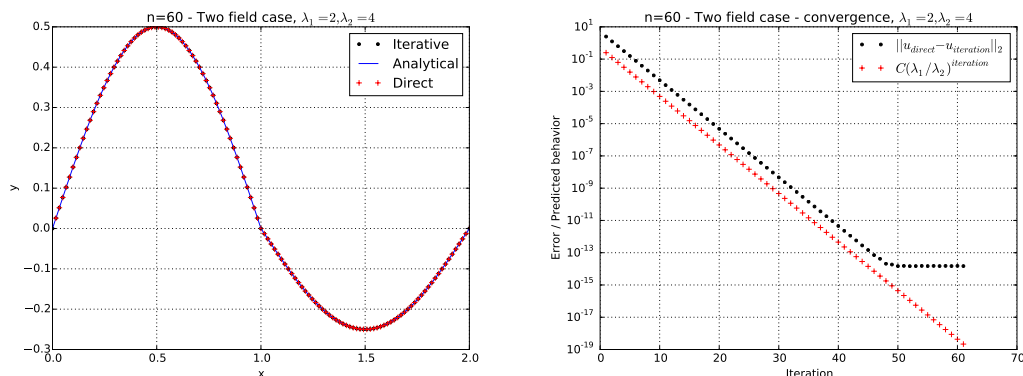 n=60 - Two field case, λ₁ =2,λ₂ =4
0.5
0.4
0.3
0.2
0.1
0.0
−0.1
−0.2
−0.3
y
Iterative
Analytical
Direct
0.0 0.5 1.0 1.5 2.0
x
n=60 - Two field case - convergence, λ₁ =2,λ₂ =4
10¹
10⁻¹
10⁻³
10⁻⁵
10⁻⁷
10⁻⁹
10⁻¹¹
10⁻¹³
10⁻¹⁵
10⁻¹⁷
10⁻¹⁹
Error / Predicted behavior
||u_direct−u_iteration||₂
C(λ₁/λ₂)^iteration
0 10 20 30 40 50 60 70
Iteration